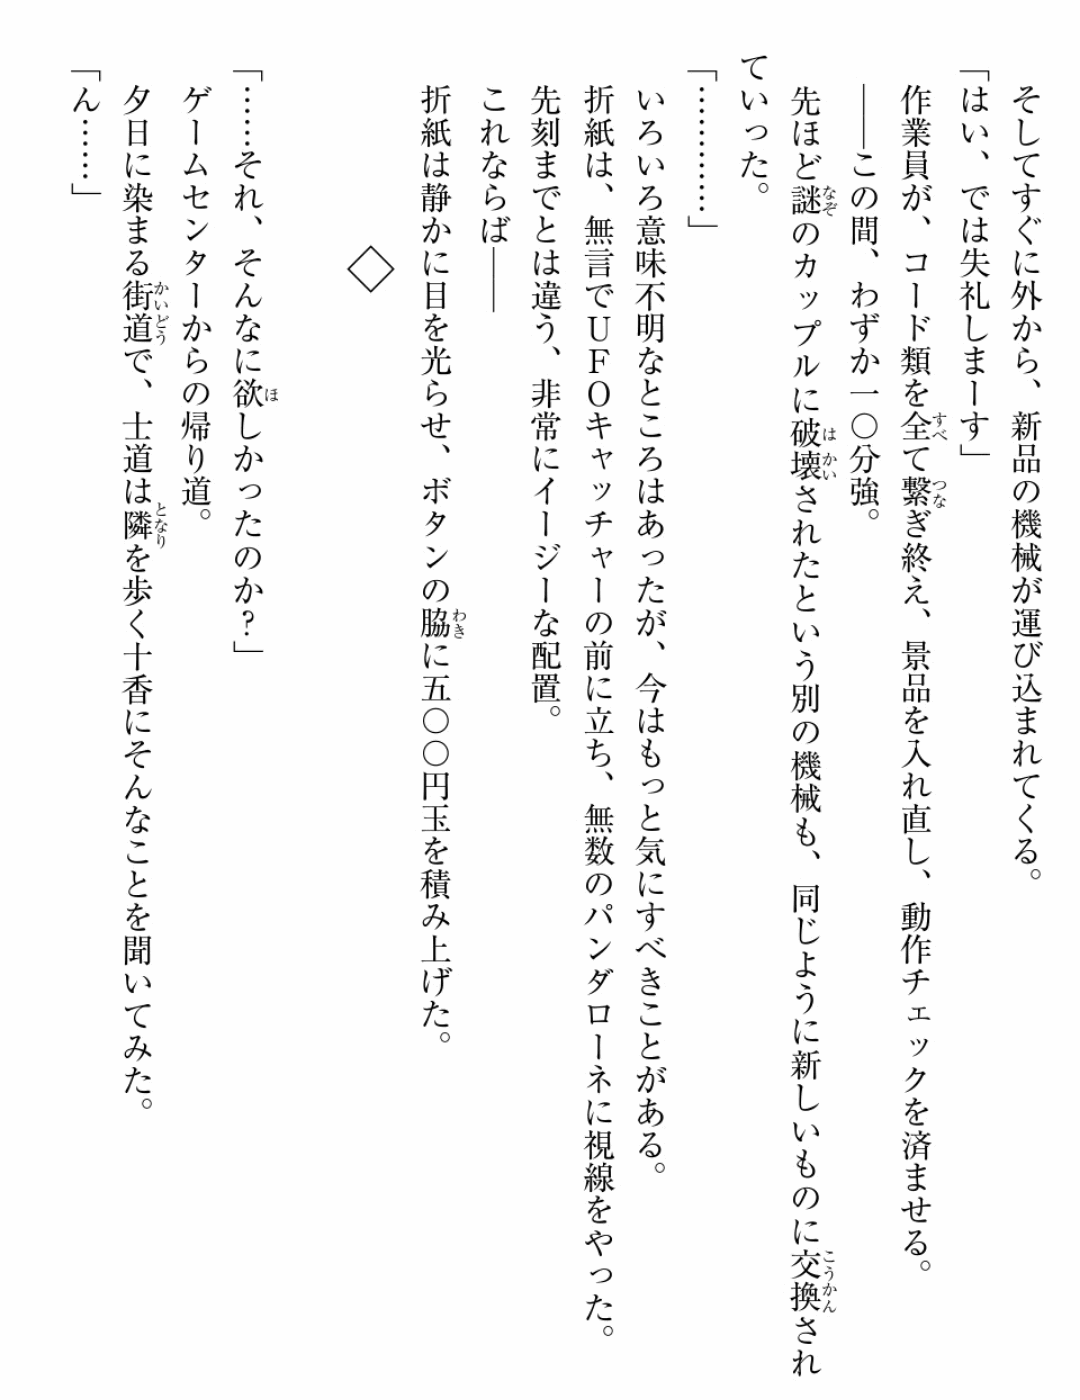 そしてすぐに外から、新品の機械が運び込まれてくる。
「はい、では失礼しまーす」
作業員が、コード類を全て繋ぎ終え、景品を入れ直し、動作チェックを済ませる。
――この間、わずか一〇分強。
先ほど謎のカップルに破壊されたという別の機械も、同じように新しいものに交換され
ていった。
「…………」
いろいろ意味不明なところはあったが、今はもっと気にすべきことがある。
折紙は、無言でUFOキャッチャーの前に立ち、無数のパンダローネに視線をやった。
先刻までとは違う、非常にイージーな配置。
これならば――
折紙は静かに目を光らせ、ボタンの脇に五〇〇円玉を積み上げた。
◇
「……それ、そんなに欲しかったのか？」
ゲームセンターからの帰り道。
夕日に染まる街道で、士道は隣を歩く十香にそんなことを聞いてみた。
「ん……」